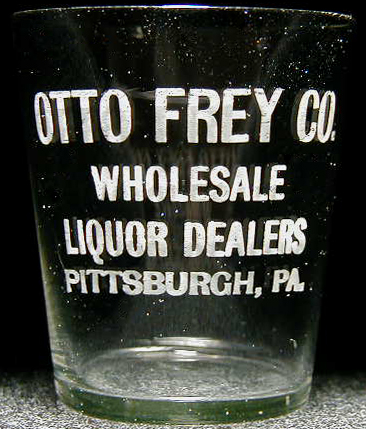 OTTO FREY CO.
WHOLESALE
LIQUOR DEALERS
PITTSBURGH, PA.